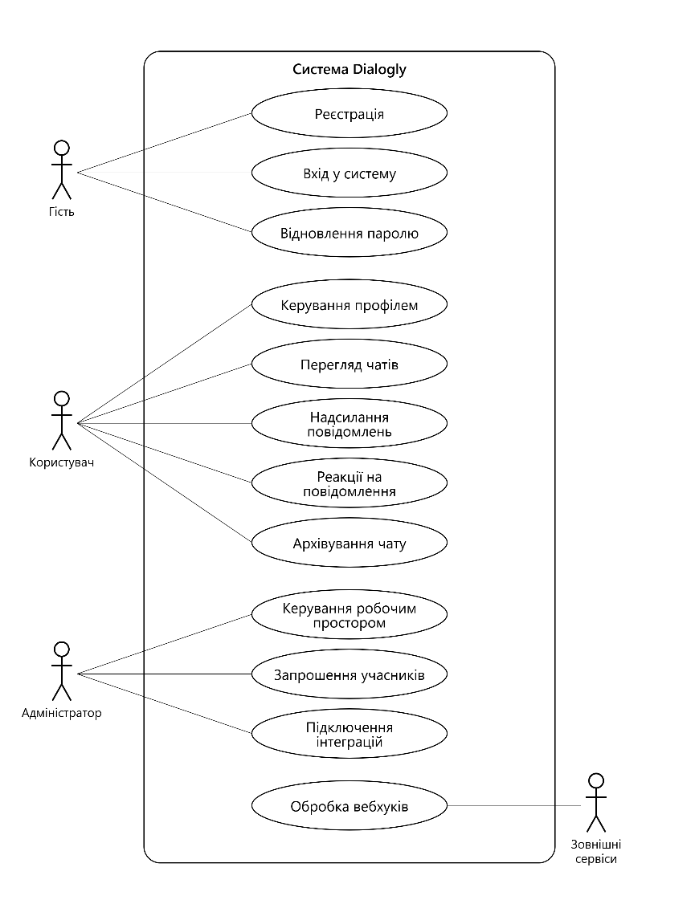 Система Dialogly
Реєстрація
Вхід у систему
Гість
Відновлення паролю
Керування профілем
Перегляд чатів
Надсилання
повідомлень
Користувач
Реакції на
повідомлення
Архівування чату
Керування робочим
простором
Запрошення учасників
Адміністратор
Підключення
інтеграцій
Обробка вебхуків
Зовнішні
сервіси